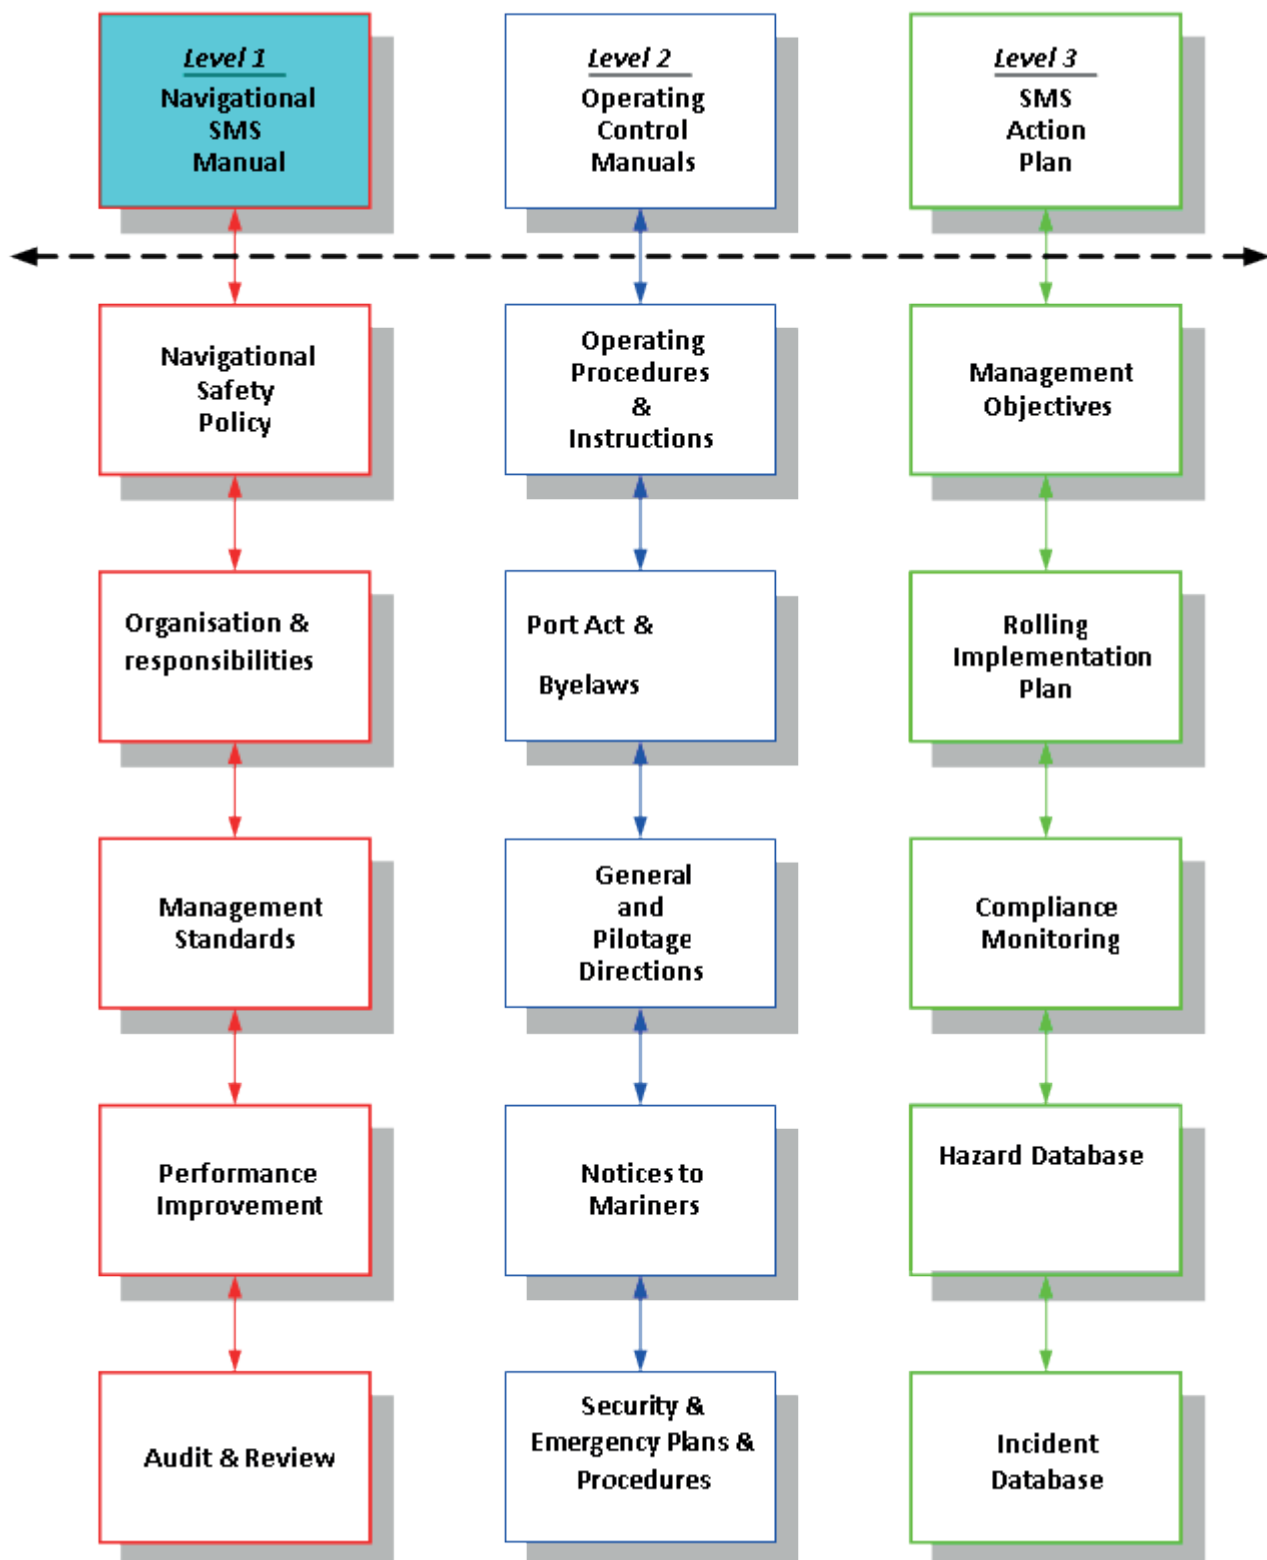 Level 1
Navigational
SMS
Manual
Level 2
Operating
Control
Manuals
Level 3
SMS
Action
Plan
Navigational
Safety
Policy
Operating
Procedures
&
Instructions
Management
Objectives
Organisation &
responsibilities
Port Act &
Byelaws
Rolling
Implementation
Plan
Management
Standards
General
and
Pilotage
Directions
Compliance
Monitoring
Performance
Improvement
Notices to
Mariners
Hazard Database
Audit & Review
Security &
Emergency Plans &
Procedures
Incident
Database